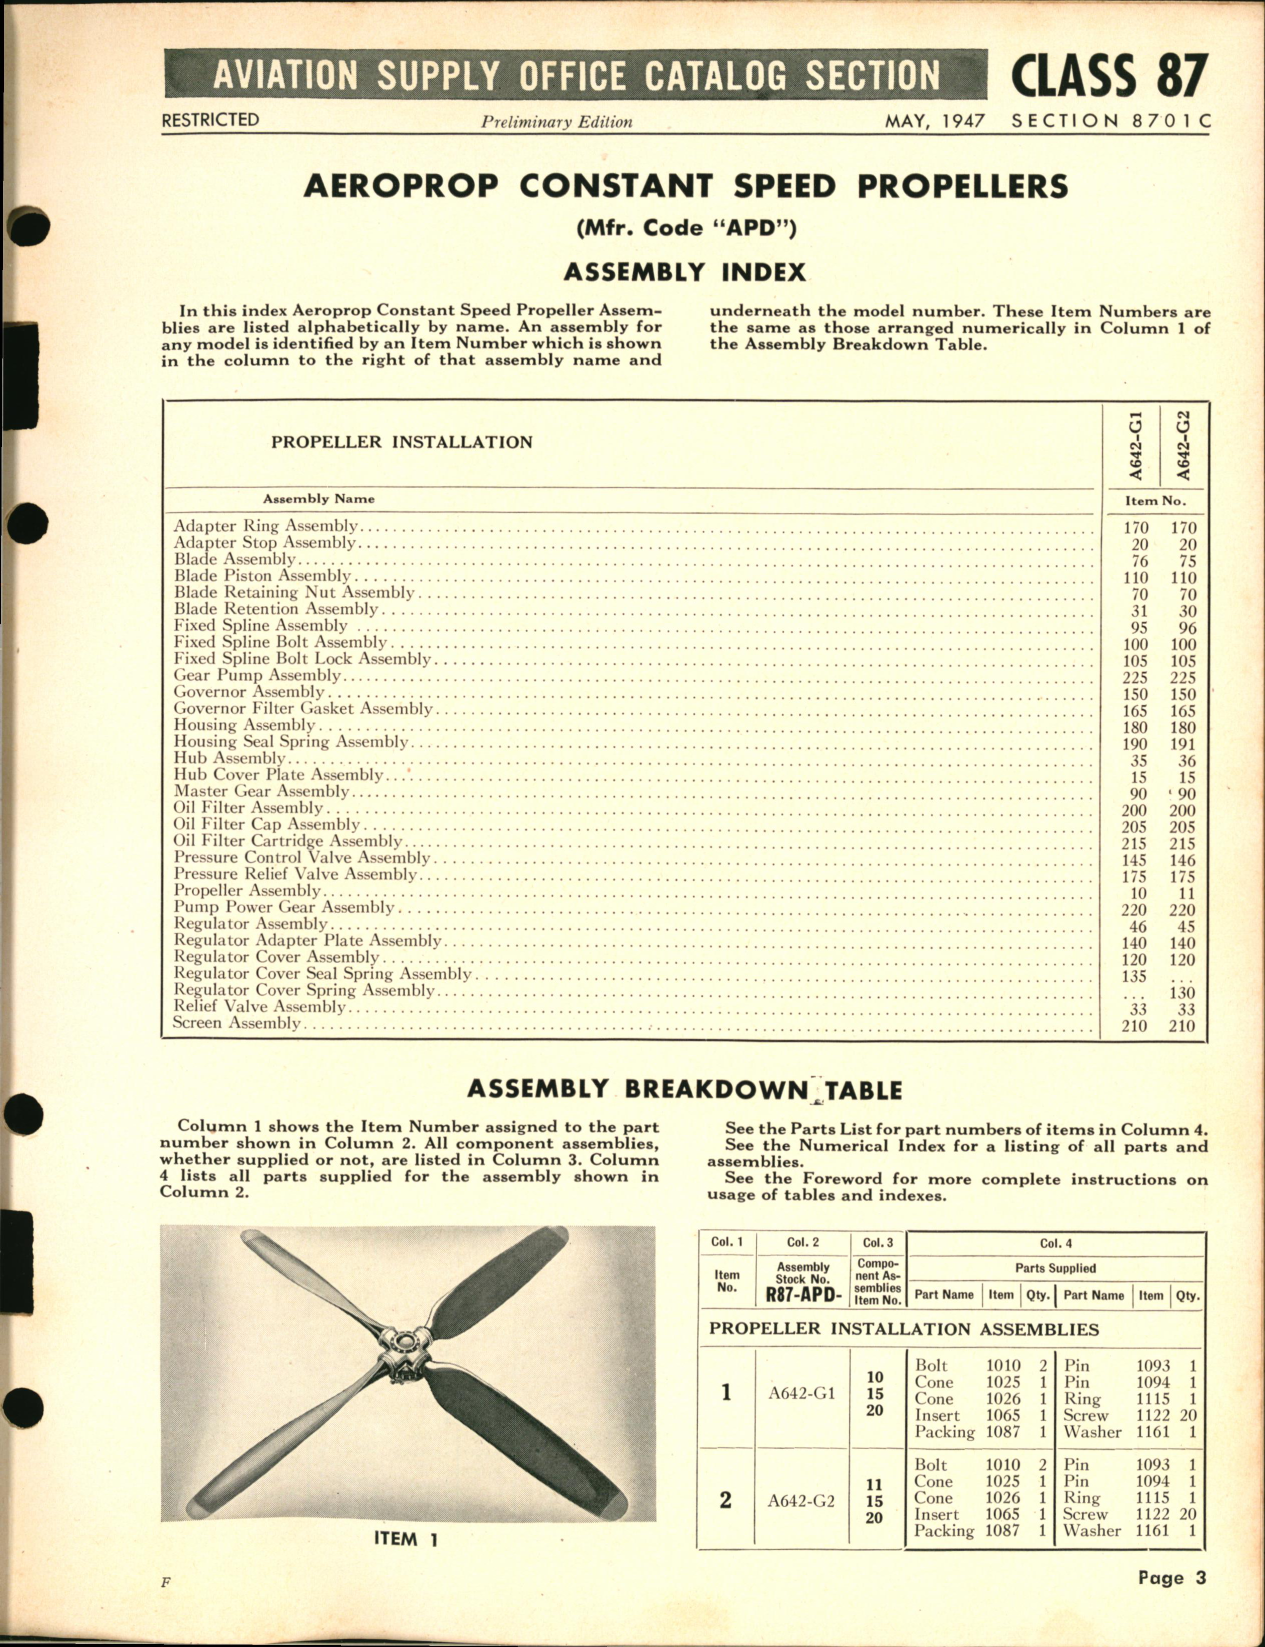 AVIATION SUPPLY OFFICE CATALOG SECTION CLASS 87
RESTRICTED Preliminary Edition MAY, 1947 SECTION 8701C
AEROPROP CONSTANT SPEED PROPELLERS
(Mfr. Code "APD")
ASSEMBLY INDEX
In this index Aeroprop Constant Speed Propeller Assem-
blies are listed alphabetically by name. An assembly for
any model is identified by an Item Number which is shown
in the column to the right of that assembly name and
underneath the model number. These Item Numbers are
the same as those arranged numerically in Column 1 of
the Assembly Breakdown Table.
PROPELLER INSTALLATION A642-G1 A642-G2
Assembly Name Item No.
Adapter Ring Assembly 170 170
Adapter Stop Assembly 20 20
Blade Assembly 76 75
Blade Piston Assembly 110 110
Blade Retaining Nut Assembly 70 70
Blade Retention Assembly 31 30
Fixed Spline Assembly 95 96
Fixed Spline Bolt Assembly 100 100
Fixed Spline Bolt Lock Assembly 105 105
Gear Pump Assembly 225 225
Governor Assembly 150 150
Governor Filter Gasket Assembly 165 165
Housing Assembly 180 180
Housing Seal Spring Assembly 190 191
Hub Assembly 35 36
Hub Cover Plate Assembly 15 15
Master Gear Assembly 90 90
Oil Filter Assembly 200 200
Oil Filter Cap Assembly 205 205
Oil Filter Cartridge Assembly 215 215
Pressure Control Valve Assembly 145 146
Pressure Relief Valve Assembly 175 175
Propeller Assembly 10 11
Pump Power Gear Assembly 220 220
Regulator Assembly 46 45
Regulator Adapter Plate Assembly 140 140
Regulator Cover Assembly 120 120
Regulator Cover Seal Spring Assembly 135 ...
Regulator Cover Spring Assembly ... 130
Relief Valve Assembly 33 33
Screen Assembly 210 210
ASSEMBLY BREAKDOWN TABLE
Column 1 shows the Item Number assigned to the part
number shown in Column 2. All component assemblies,
whether supplied or not, are listed in Column 3. Column
4 lists all parts supplied for the assembly shown in
Column 2.
See the Parts List for part numbers of items in Column 4.
See the Numerical Index for a listing of all parts and
assemblies.
See the Foreword for more complete instructions on
usage of tables and indexes.
ITEM 1
Col. 1 Col. 2 Col. 3 Col. 4
Item No. Assembly Stock No. R87-APD- Compo-nent As-semblies Item No. Parts Supplied
Part Name Item Qty. Part Name Item Qty.
PROPELLER INSTALLATION ASSEMBLIES
1 A642-G1 10 15 20
Bolt 1010 2 Pin 1093 1
Cone 1025 1 Pin 1094 1
Cone 1026 1 Ring 1115 1
Insert 1065 1 Screw 1122 20
Packing 1087 1 Washer 1161 1
2 A642-G2 11 15 20
Bolt 1010 2 Pin 1093 1
Cone 1025 1 Pin 1094 1
Cone 1026 1 Ring 1115 1
Insert 1065 1 Screw 1122 20
Packing 1087 1 Washer 1161 1
F Page 3